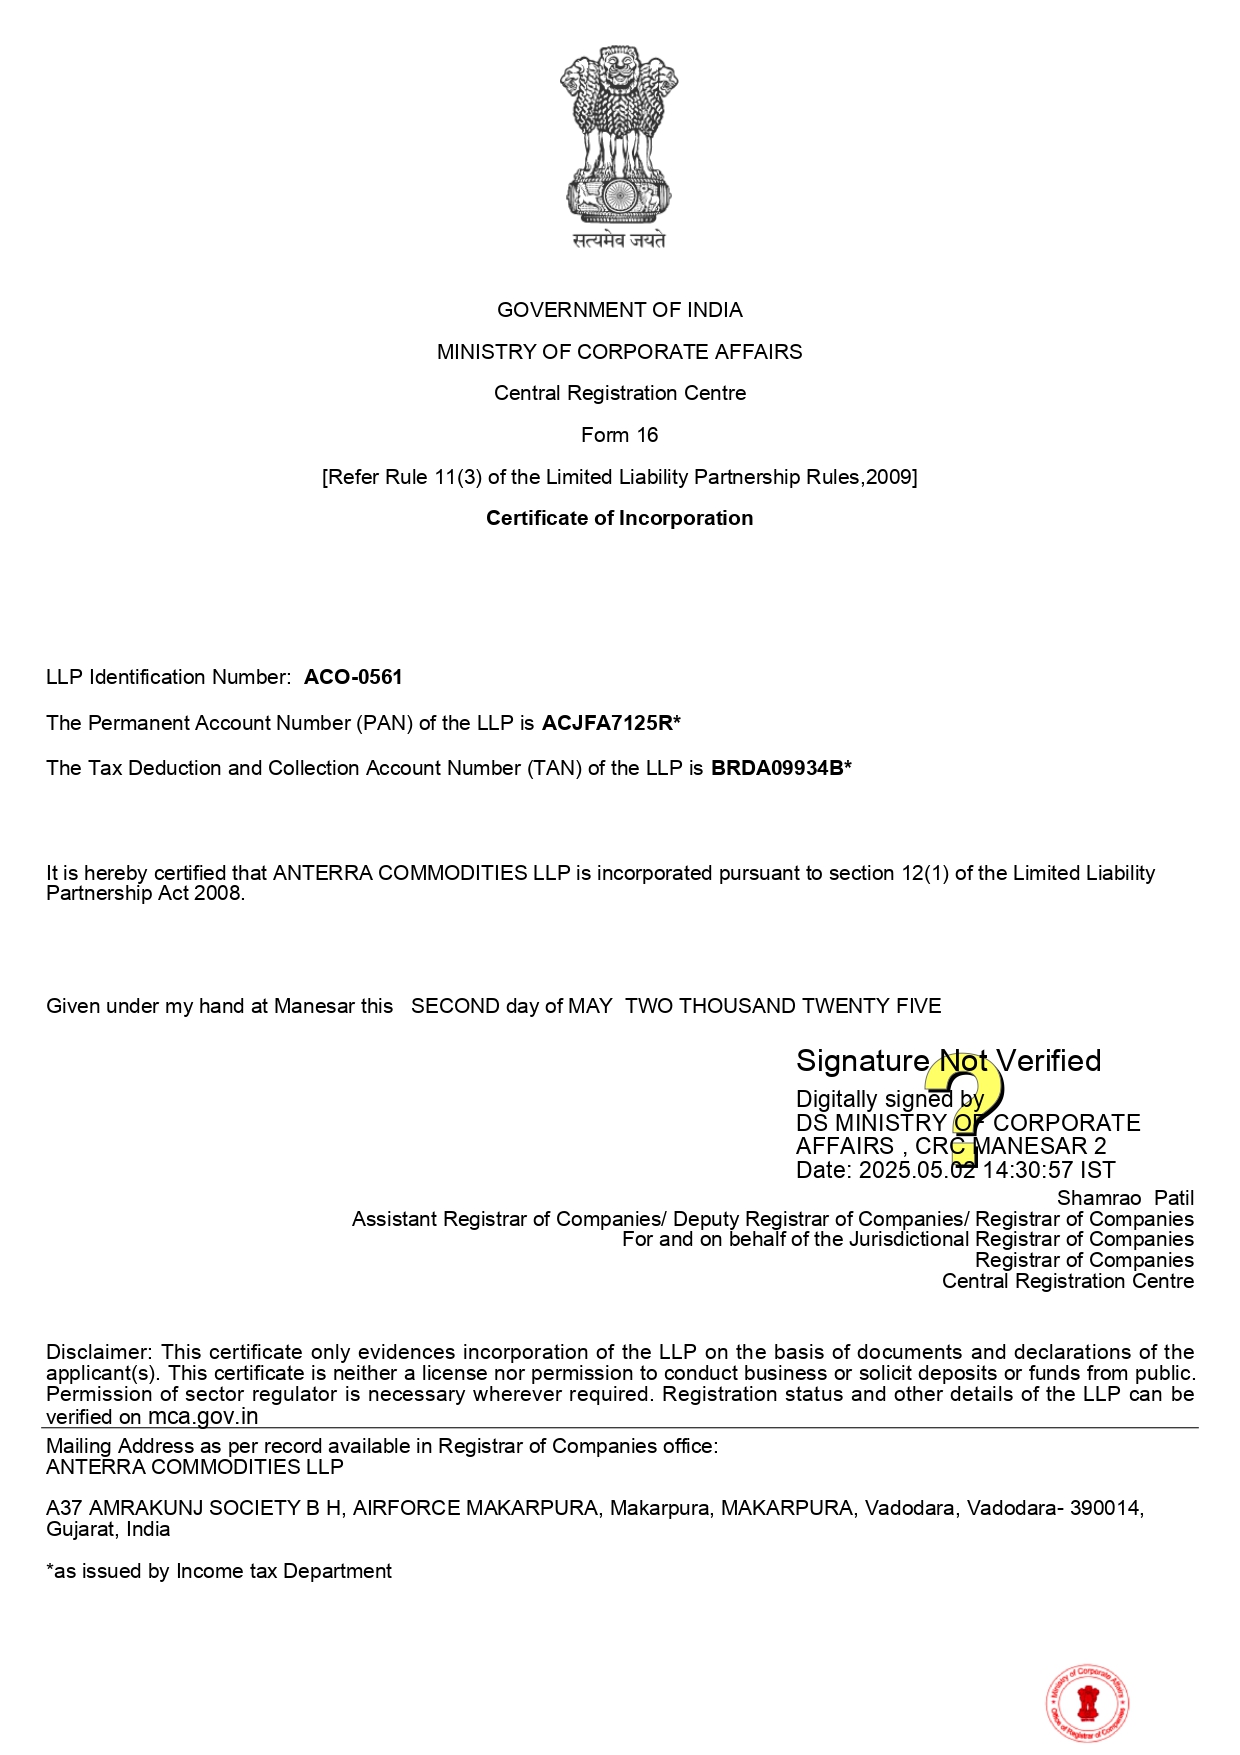 सत्यमेव जयते
GOVERNMENT OF INDIA
MINISTRY OF CORPORATE AFFAIRS
Central Registration Centre
Form 16
[Refer Rule 11(3) of the Limited Liability Partnership Rules,2009]
Certificate of Incorporation
LLP Identification Number: ACO-0561
The Permanent Account Number (PAN) of the LLP is ACJFA7125R*
The Tax Deduction and Collection Account Number (TAN) of the LLP is BRDA09934B*
It is hereby certified that ANTERRA COMMODITIES LLP is incorporated pursuant to section 12(1) of the Limited Liability
Partnership Act 2008.
Given under my hand at Manesar this SECOND day of MAY TWO THOUSAND TWENTY FIVE
Signature Not Verified
Digitally signed by
DS MINISTRY OF CORPORATE
AFFAIRS , CRC MANESAR 2
Date: 2025.05.02 14:30:57 IST
Shamrao Patil
Assistant Registrar of Companies/ Deputy Registrar of Companies/ Registrar of Companies
For and on behalf of the Jurisdictional Registrar of Companies
Registrar of Companies
Central Registration Centre
Disclaimer: This certificate only evidences incorporation of the LLP on the basis of documents and declarations of the
applicant(s). This certificate is neither a license nor permission to conduct business or solicit deposits or funds from public.
Permission of sector regulator is necessary wherever required. Registration status and other details of the LLP can be
verified on mca.gov.in
Mailing Address as per record available in Registrar of Companies office:
ANTERRA COMMODITIES LLP
A37 AMRAKUNJ SOCIETY B H, AIRFORCE MAKARPURA, Makarpura, MAKARPURA, Vadodara, Vadodara- 390014,
Gujarat, India
*as issued by Income tax Department
Ministry of Corporate Affairs
Office of Registrar of Companies